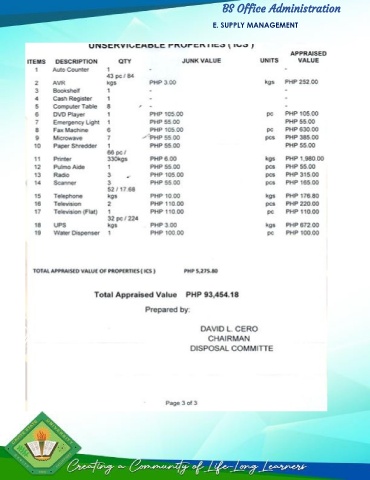 BS Office Administration
E. SUPPLY MANAGEMENT
UNSERVICEABLE PROPERTIES ( ICS )
ITEMS DESCRIPTION QTY JUNK VALUE UNITS APPRAISED VALUE
1 Auto Counter 1 - -
2 AVR 43 pc / 84 kgs PHP 3.00 kgs PHP 252.00
3 Bookshelf 1 - -
4 Cash Register 1 - -
5 Computer Table 8 - -
6 DVD Player 1 PHP 105.00 pc PHP 105.00
7 Emergency Light 1 PHP 55.00 PHP 55.00
8 Fax Machine 6 PHP 105.00 pc PHP 630.00
9 Microwave 7 PHP 55.00 pcs PHP 385.00
10 Paper Shredder 1 PHP 55.00 PHP 55.00
11 Printer 66 pc / 330kgs PHP 6.00 kgs PHP 1,980.00
12 Pulmo Aide 1 PHP 55.00 pcs PHP 55.00
13 Radio 3 PHP 105.00 pcs PHP 315.00
14 Scanner 3 PHP 55.00 pcs PHP 165.00
15 Telephone 52 / 17.68 kgs PHP 10.00 kgs PHP 176.80
16 Television 2 PHP 110.00 pcs PHP 220.00
17 Television (Flat) 1 PHP 110.00 pc PHP 110.00
18 UPS 32 pc / 224 kgs PHP 3.00 kgs PHP 672.00
19 Water Dispenser 1 PHP 100.00 pc PHP 100.00
TOTAL APPRAISED VALUE OF PROPERTIES ( ICS ) PHP 5,275.80
Total Appraised Value PHP 93,454.18
Prepared by:
DAVID L. CERO
CHAIRMAN
DISPOSAL COMMITTE
Page 3 of 3
Creating a Community of Life-Long Learners